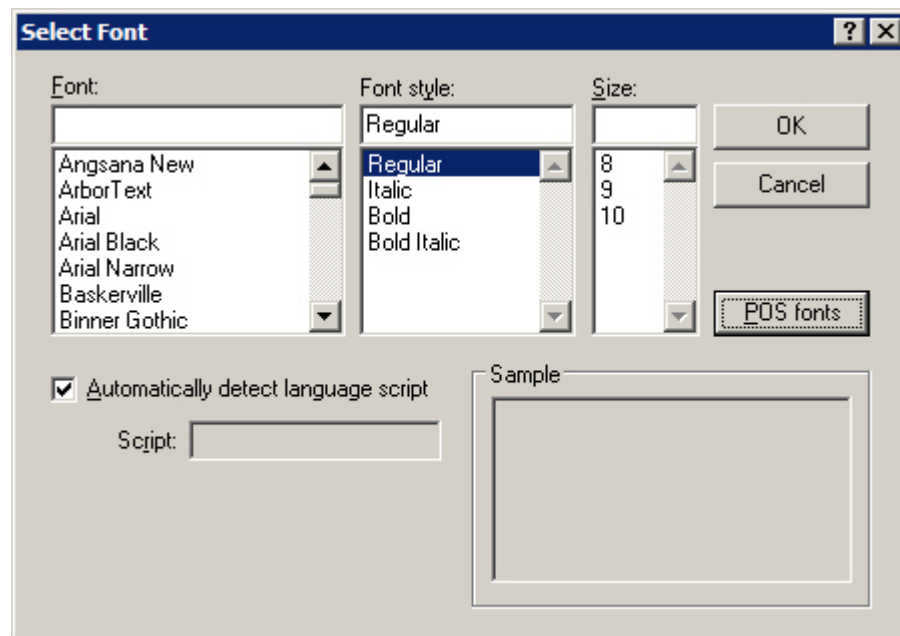 Select Font
Font:
Font style:
Size:
Regular
OK
Angsana New
ArborText
Arial
Arial Black
Arial Narrow
Baskerville
Binner Gothic
Regular
Italic
Bold
Bold Italic
8
9
10
Cancel
POS fonts
Automatically detect language script
Script:
Sample